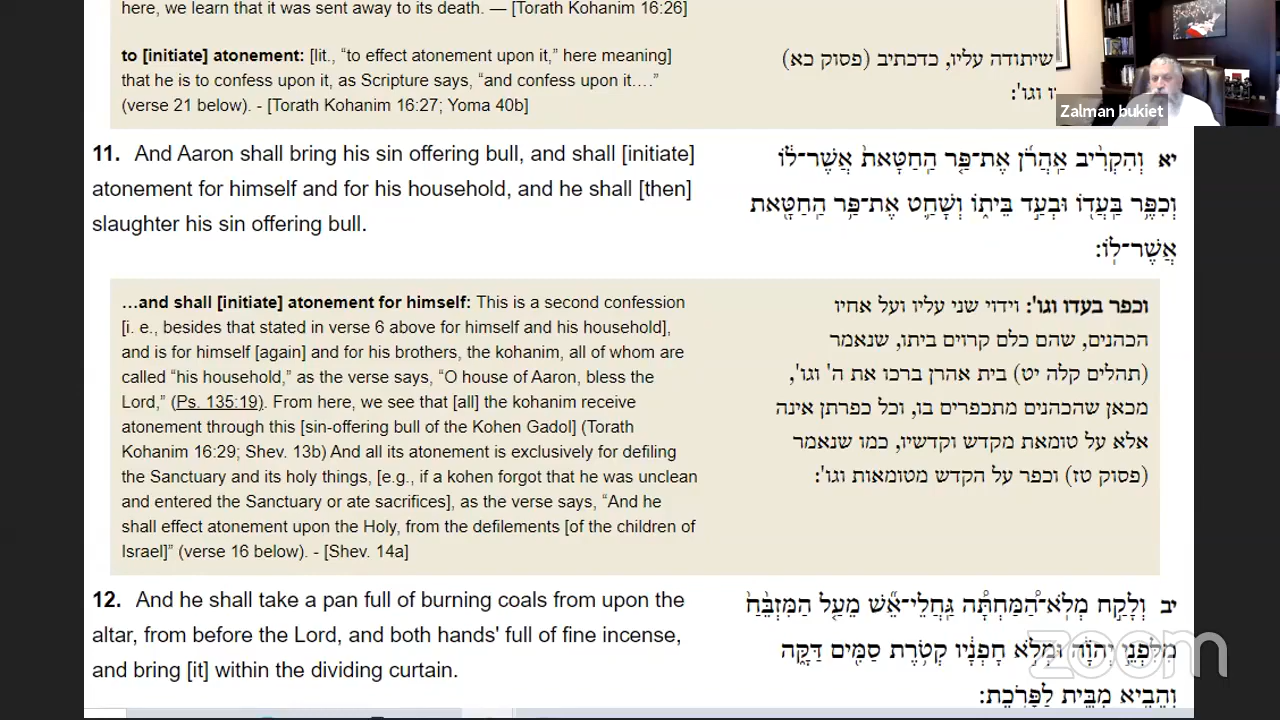 here, we learn that it was sent away to its death. — [Torath Kohanim 16:26]
to [initiate] atonement: [lit., “to effect atonement upon it,” here meaning]
that he is to confess upon it, as Scripture says, “and confess upon it….”
(verse 21 below). - [Torath Kohanim 16:27; Yoma 40b]
שיתודה עליו, כדכתיב (פסוק כא)
וגו':
Zalman bukiet
11. And Aaron shall bring his sin offering bull, and shall [initiate]
atonement for himself and for his household, and he shall [then]
slaughter his sin offering bull.
יא וְהִקְרִ֨יב אַֽהֲרֹ֜ן אֶת־פַּ֤ר הַֽחַטָּאת֙ אֲשֶׁר־ל֔וֹ
וְכִפֶּ֥ר בַּֽעֲד֖וֹ וּבְעַ֣ד בֵּית֑וֹ וְשָׁחַ֛ט אֶת־פַּ֥ר הַֽחַטָּ֖את
אֲשֶׁר־לֽוֹ:
…and shall [initiate] atonement for himself: This is a second confession
[i. e., besides that stated in verse 6 above for himself and his household],
and is for himself [again] and for his brothers, the kohanim, all of whom are
called “his household,” as the verse says, “O house of Aaron, bless the
Lord,” (Ps. 135:19). From here, we see that [all] the kohanim receive
atonement through this [sin-offering bull of the Kohen Gadol] (Torath
Kohanim 16:29; Shev. 13b) And all its atonement is exclusively for defiling
the Sanctuary and its holy things, [e.g., if a kohen forgot that he was unclean
and entered the Sanctuary or ate sacrifices], as the verse says, “And he
shall effect atonement upon the Holy, from the defilements [of the children of
Israel]” (verse 16 below). - [Shev. 14a]
וכפר בעדו וגו': וידוי שני עליו ועל אחיו
הכהנים, שהם כלם קרוים ביתו, שנאמר
(תהלים קלה יט) בית אהרן ברכו את ה' וגו',
מכאן שהכהנים מתכפרים בו, וכל כפרתן אינה
אלא על טומאת מקדש וקדשיו, כמו שנאמר
(פסוק טז) וכפר על הקדש מטומאות וגו':
12. And he shall take a pan full of burning coals from upon the
altar, from before the Lord, and both hands' full of fine incense,
and bring [it] within the dividing curtain.
יב וְלָקַ֣ח מְלֹֽא־הַ֠מַּחְתָּ֠ה גַּֽחֲלֵי־אֵ֞שׁ מֵעַ֤ל הַמִּזְבֵּ֨חַ֙
מִלִּפְנֵ֣י יְהֹוָ֔ה וּמְלֹ֣א חָפְנָ֔יו קְטֹ֥רֶת סַמִּ֖ים דַּקָּ֑ה
וְהֵבִ֖יא מִבֵּ֥ית לַפָּרֹֽכֶת:
zoom